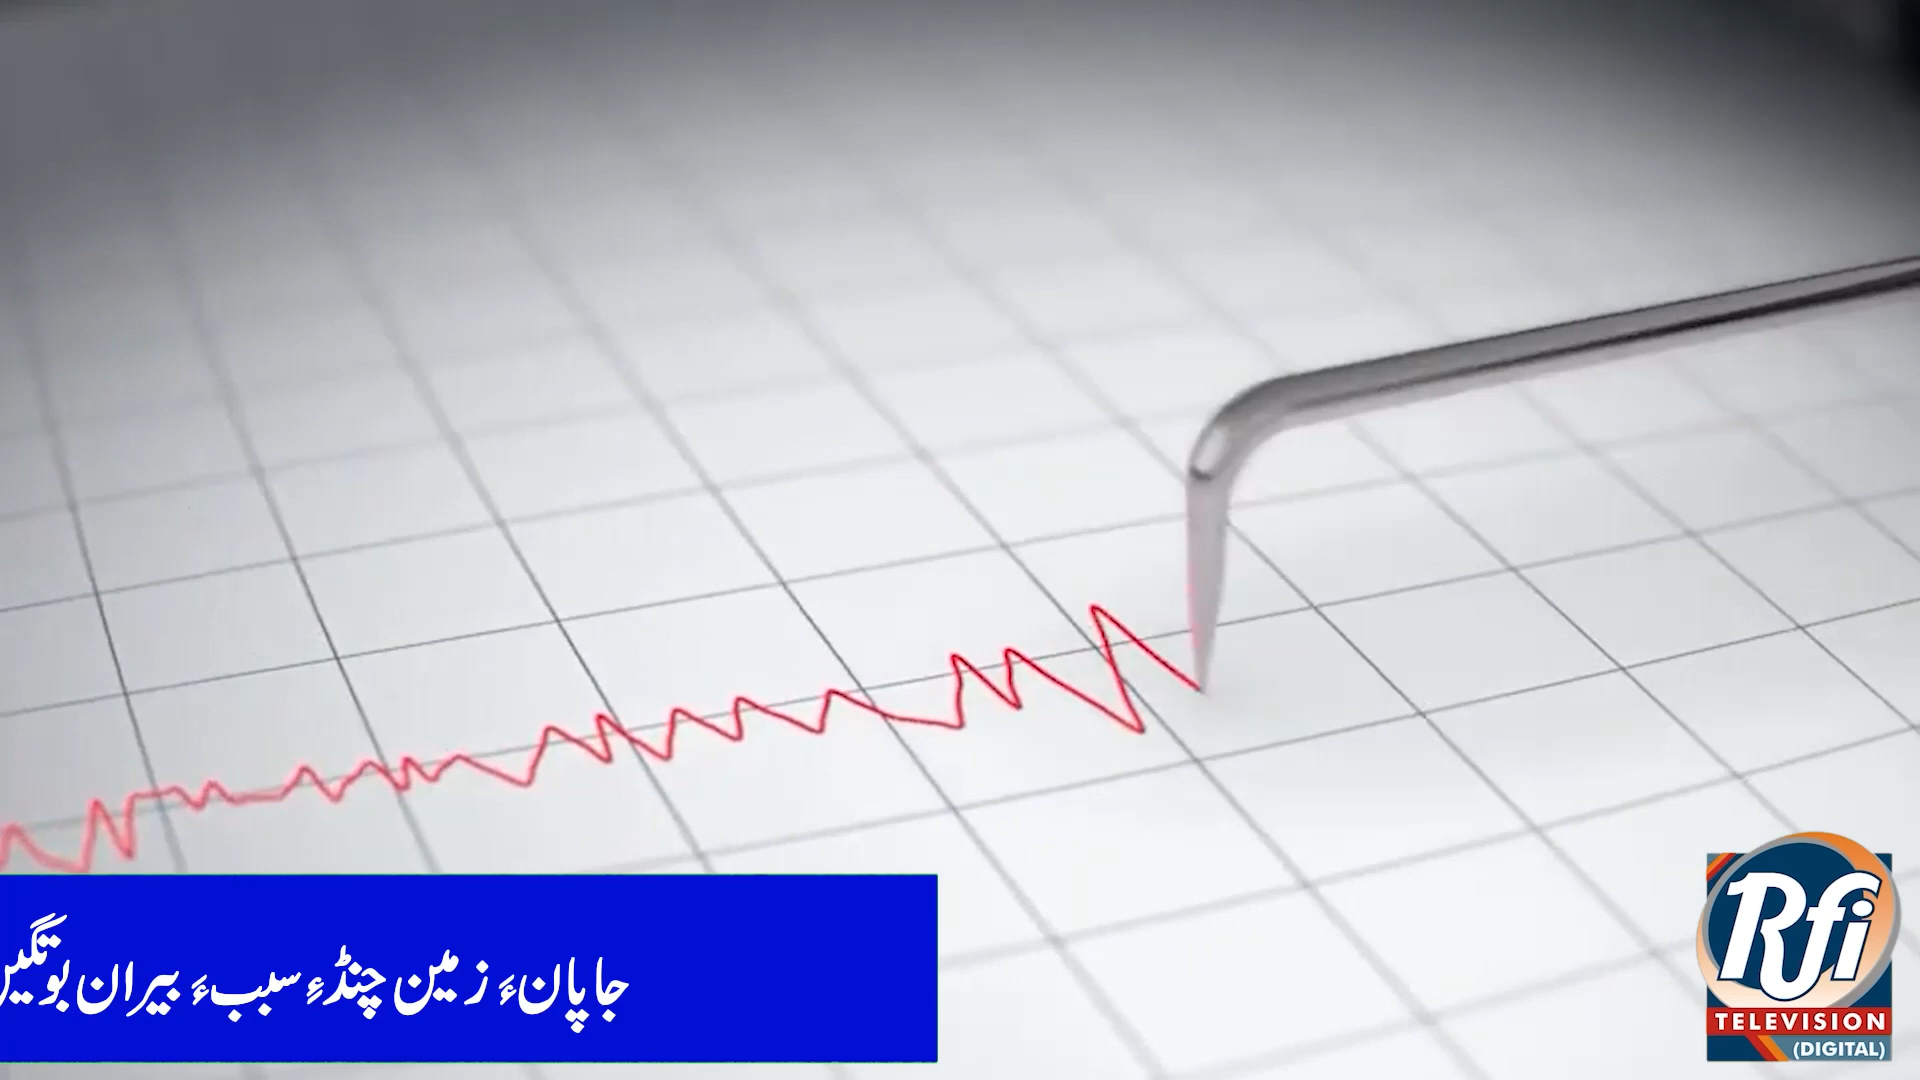 جاپانءَ زمین چنڈءِ سببءَ بیران بوتگیں
Rfi
TELEVISION
(DIGITAL)